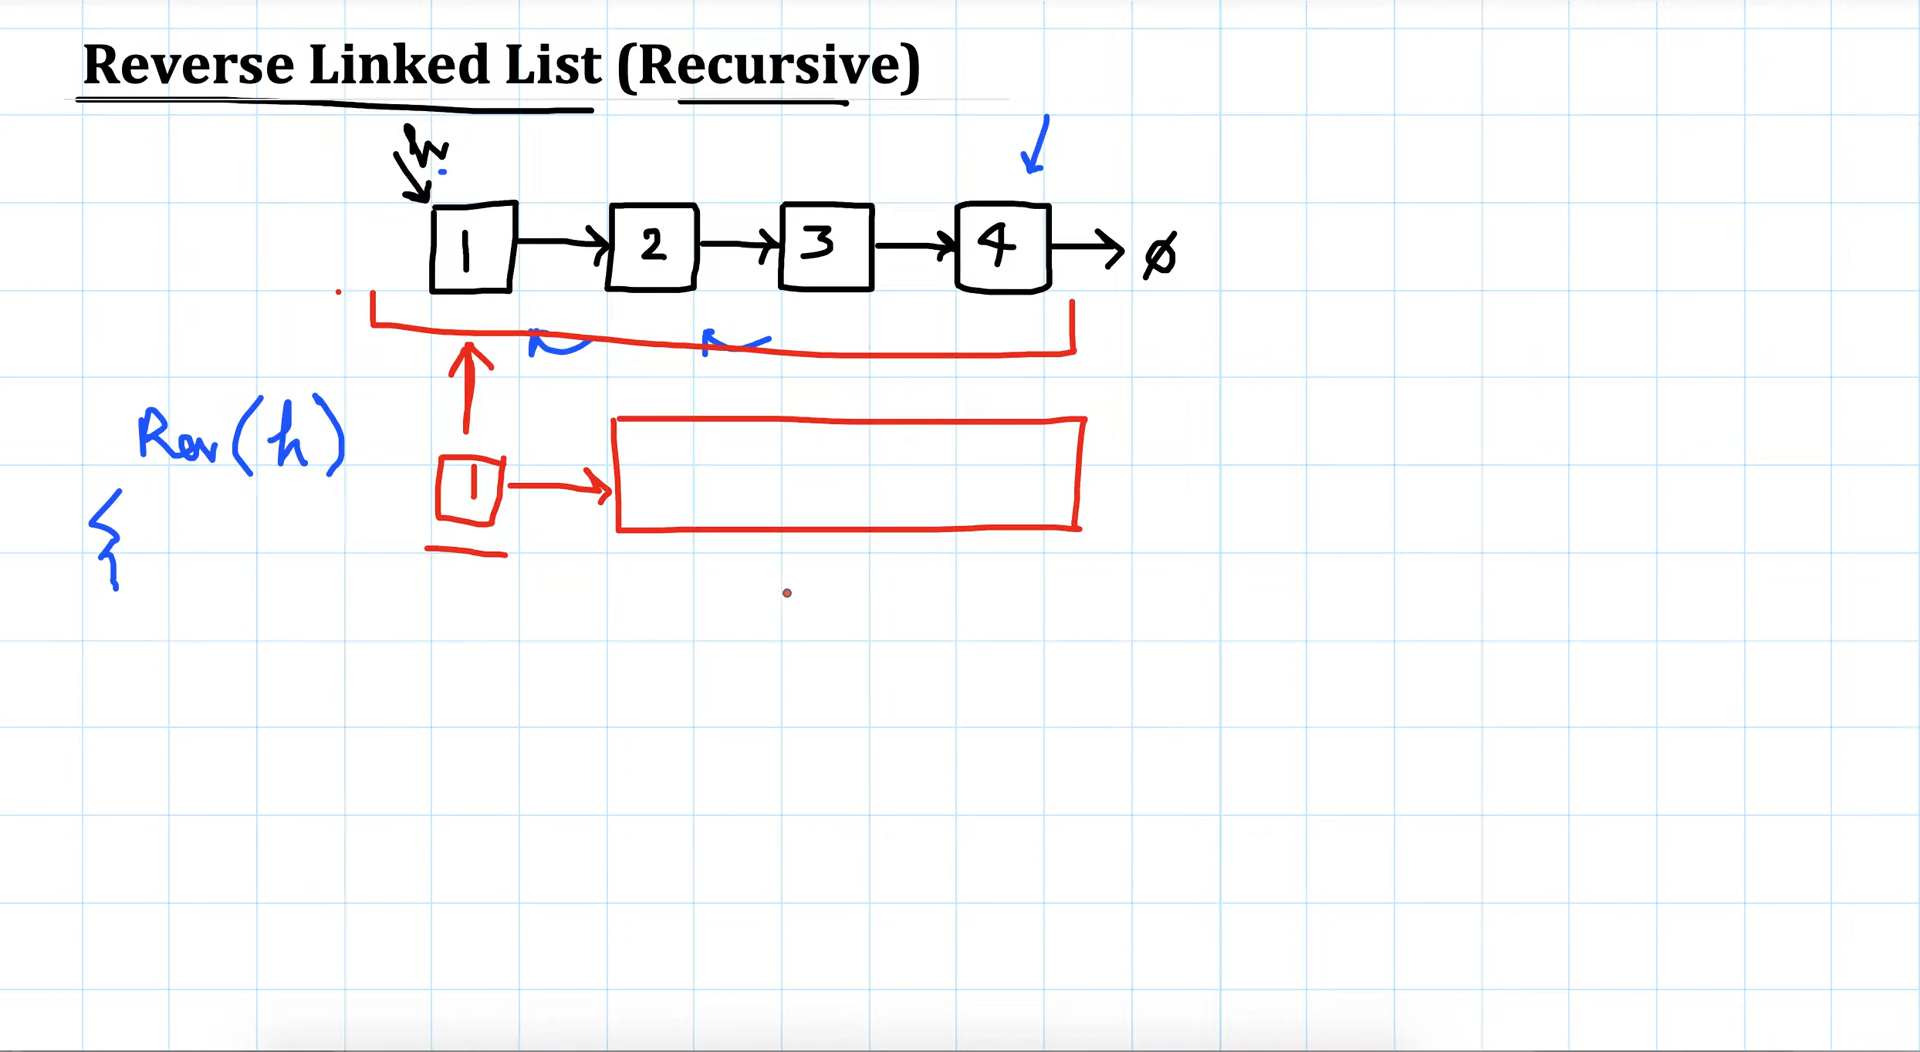 Reverse Linked List (Recursive)
h
1 2 3 4 ∅
Rev(h)
1
{